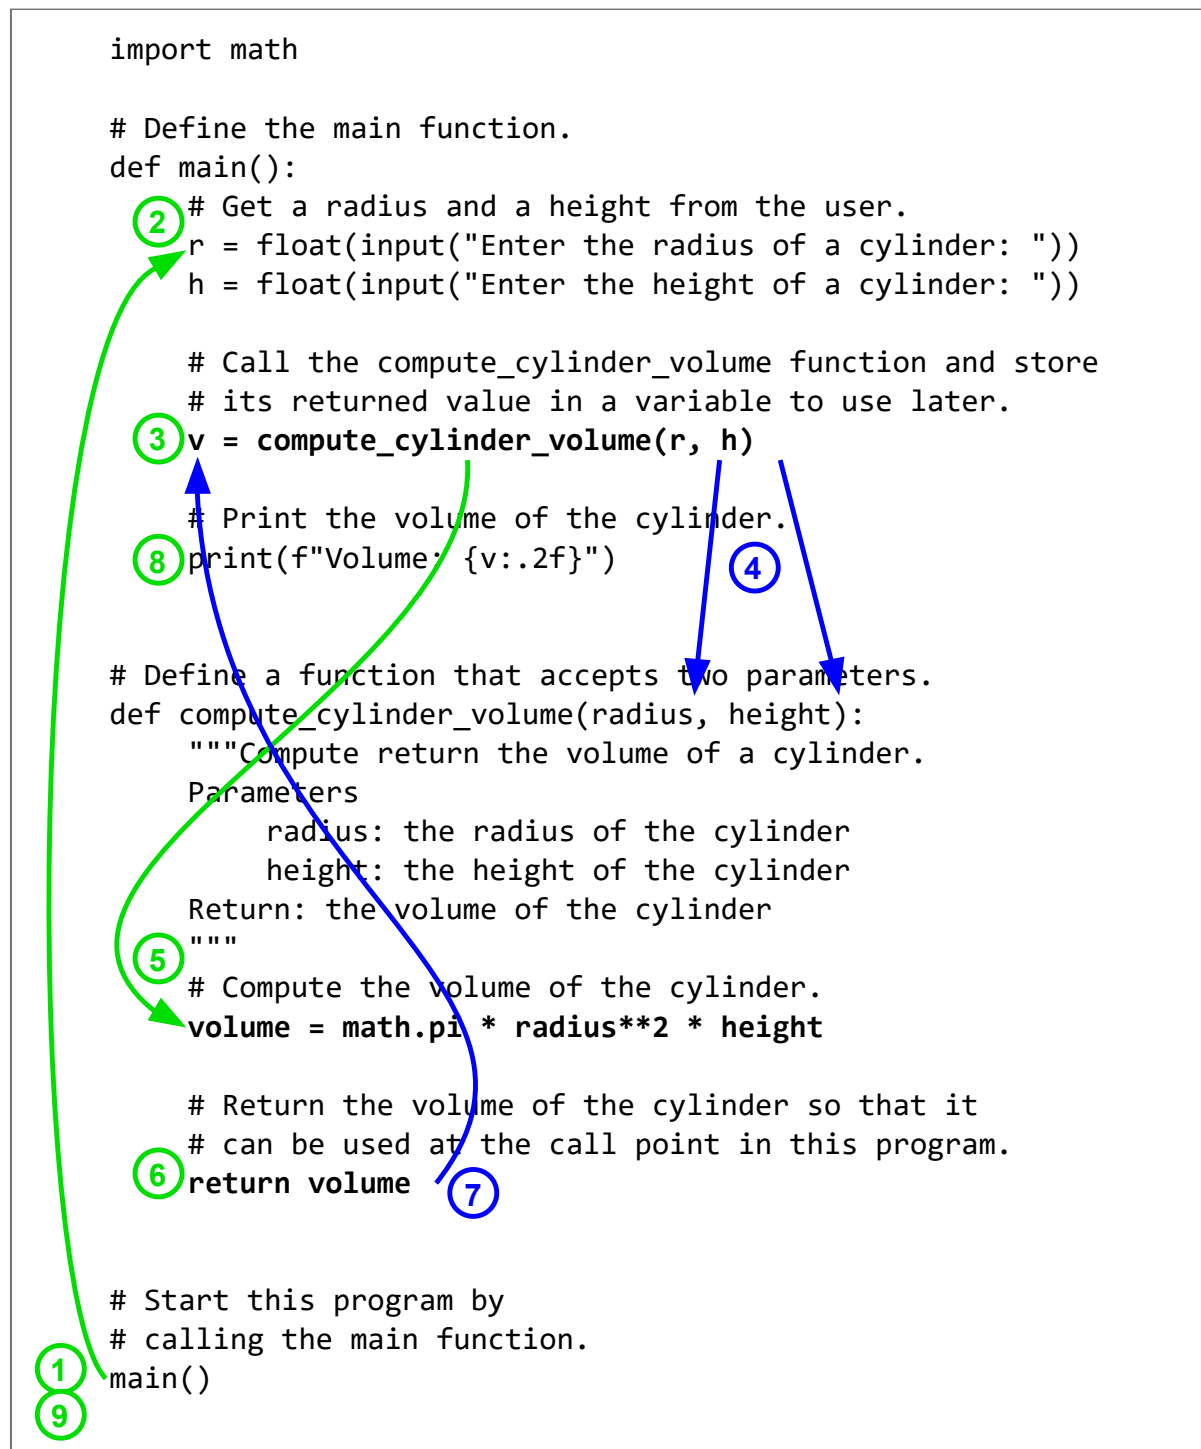 import math
# Define the main function.
def main():
② # Get a radius and a height from the user.
r = float(input("Enter the radius of a cylinder: "))
h = float(input("Enter the height of a cylinder: "))
# Call the compute_cylinder_volume function and store
# its returned value in a variable to use later.
③ v = compute_cylinder_volume(r, h)
# Print the volume of the cylinder.
⑧ print(f"Volume: {v:.2f}")
④
# Define a function that accepts two parameters.
def compute_cylinder_volume(radius, height):
"""Compute return the volume of a cylinder.
Parameters
radius: the radius of the cylinder
height: the height of the cylinder
Return: the volume of the cylinder
⑤ """
# Compute the volume of the cylinder.
volume = math.pi * radius**2 * height
# Return the volume of the cylinder so that it
# can be used at the call point in this program.
⑥ return volume
⑦
# Start this program by
# calling the main function.
① main()
⑨